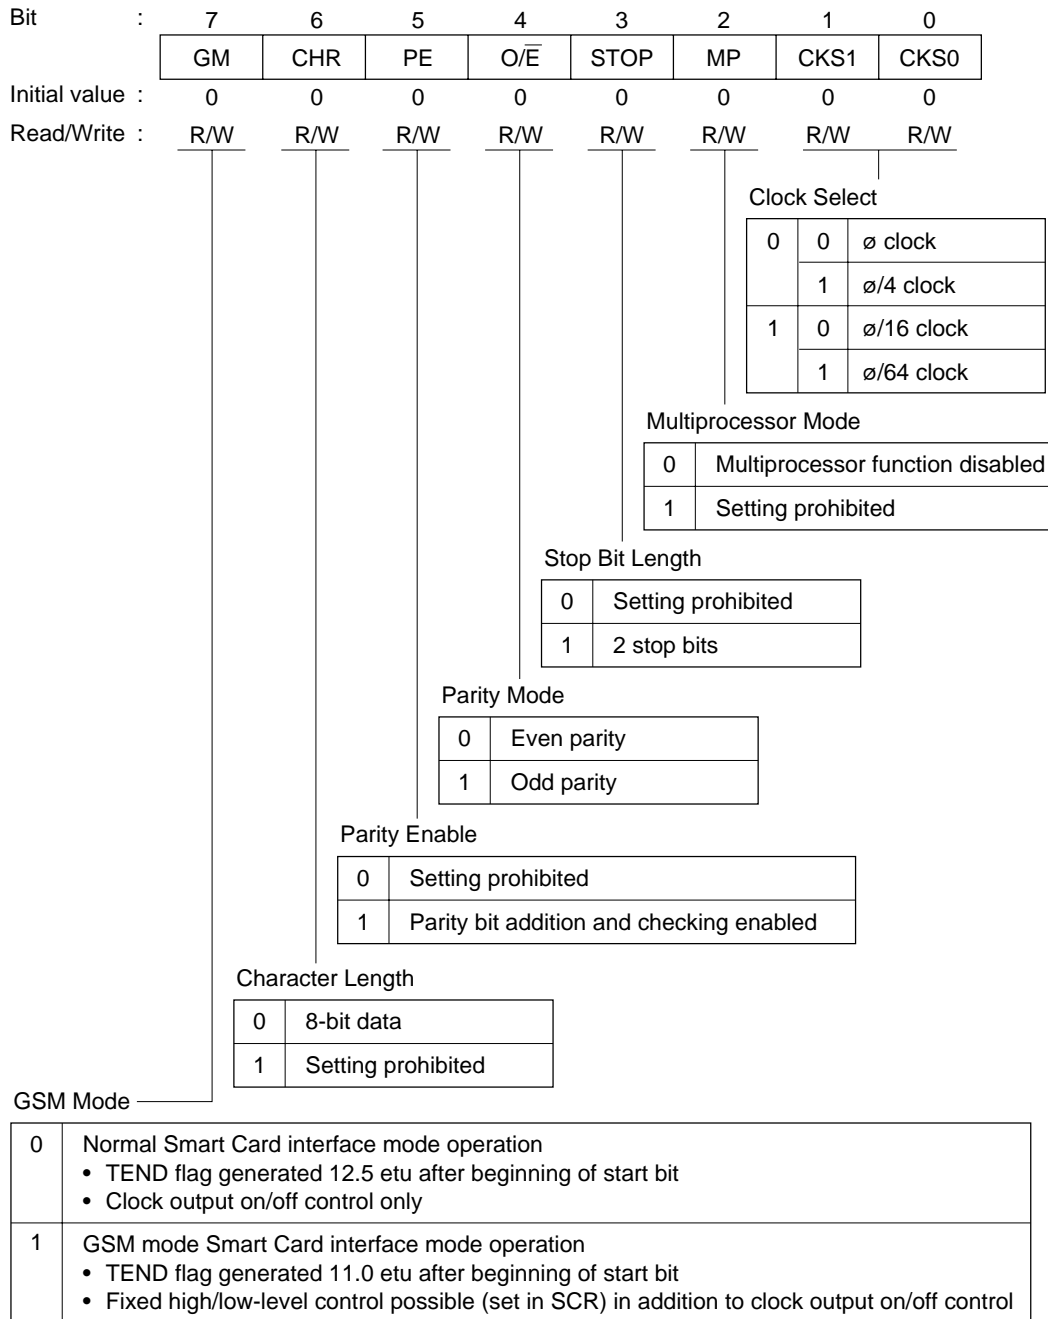 Bit : 7 6 5 4 3 2 1 0
GM CHR PE O/E̅ STOP MP CKS1 CKS0
Initial value : 0 0 0 0 0 0 0 0
Read/Write : R/W R/W R/W R/W R/W R/W R/W R/W
Clock Select
0 0 ø clock
1 ø/4 clock
1 0 ø/16 clock
1 ø/64 clock
Multiprocessor Mode
0 Multiprocessor function disabled
1 Setting prohibited
Stop Bit Length
0 Setting prohibited
1 2 stop bits
Parity Mode
0 Even parity
1 Odd parity
Parity Enable
0 Setting prohibited
1 Parity bit addition and checking enabled
Character Length
0 8-bit data
1 Setting prohibited
GSM Mode
0 Normal Smart Card interface mode operation
• TEND flag generated 12.5 etu after beginning of start bit
• Clock output on/off control only
1 GSM mode Smart Card interface mode operation
• TEND flag generated 11.0 etu after beginning of start bit
• Fixed high/low-level control possible (set in SCR) in addition to clock output on/off control